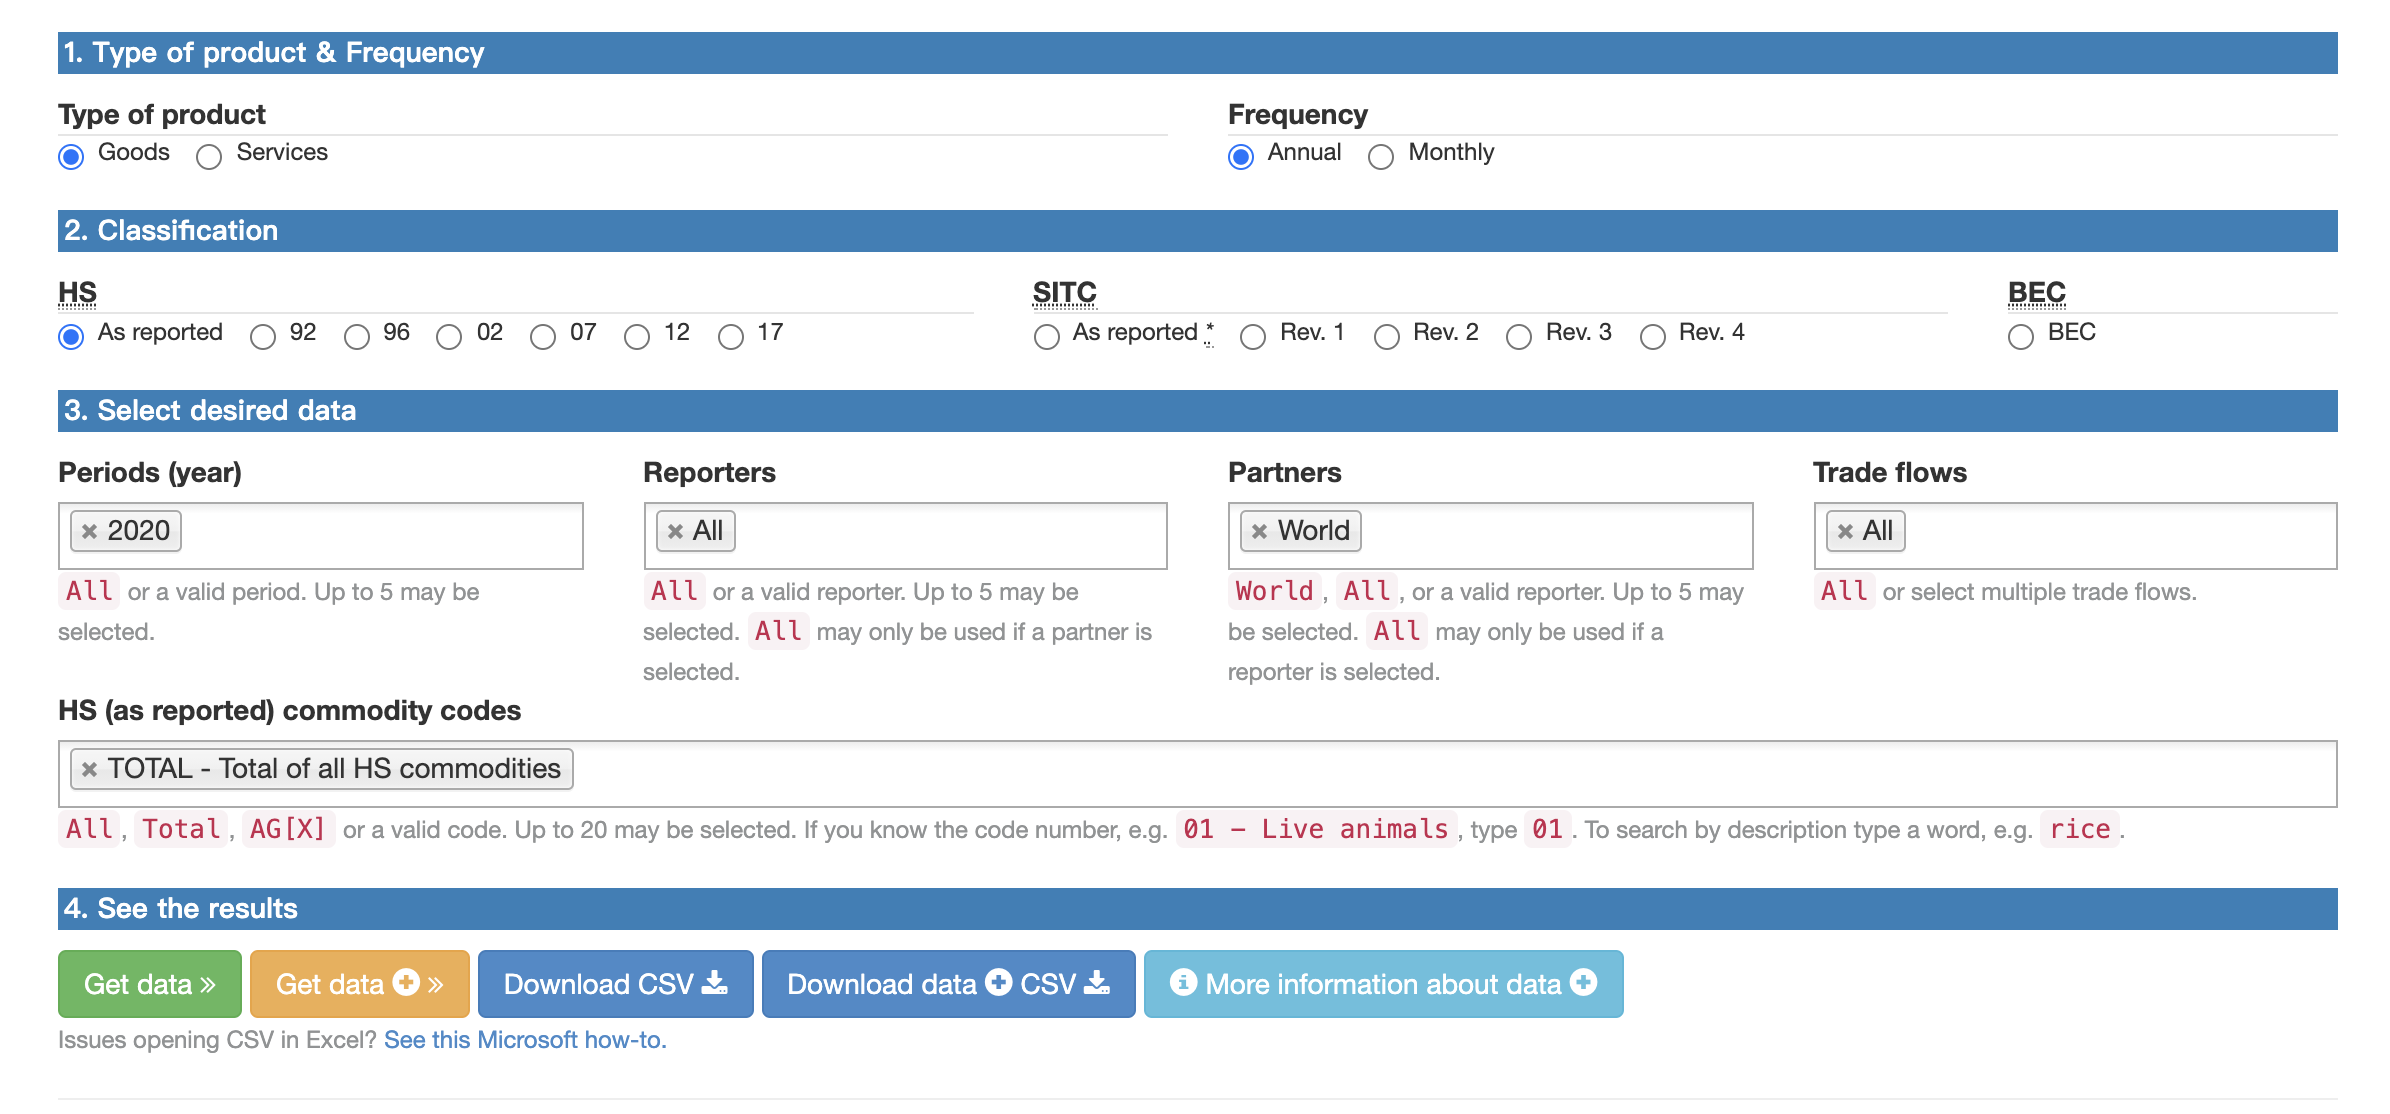 1. Type of product & Frequency
Type of product
Frequency
Goods Services
Annual Monthly
2. Classification
HS
SITC
BEC
As reported 92 96 02 07 12 17
As reported * Rev. 1 Rev. 2 Rev. 3 Rev. 4
BEC
3. Select desired data
Periods (year)
× 2020
All or a valid period. Up to 5 may be
selected.
Reporters
× All
All or a valid reporter. Up to 5 may be
selected. All may only be used if a partner is
selected.
Partners
× World
World, All, or a valid reporter. Up to 5 may
be selected. All may only be used if a
reporter is selected.
Trade flows
× All
All or select multiple trade flows.
HS (as reported) commodity codes
× TOTAL - Total of all HS commodities
All, Total, AG[X] or a valid code. Up to 20 may be selected. If you know the code number, e.g. 01 – Live animals, type 01. To search by description type a word, e.g. rice.
4. See the results
Get data »
Get data + »
Download CSV
Download data + CSV
More information about data +
Issues opening CSV in Excel? See this Microsoft how-to.